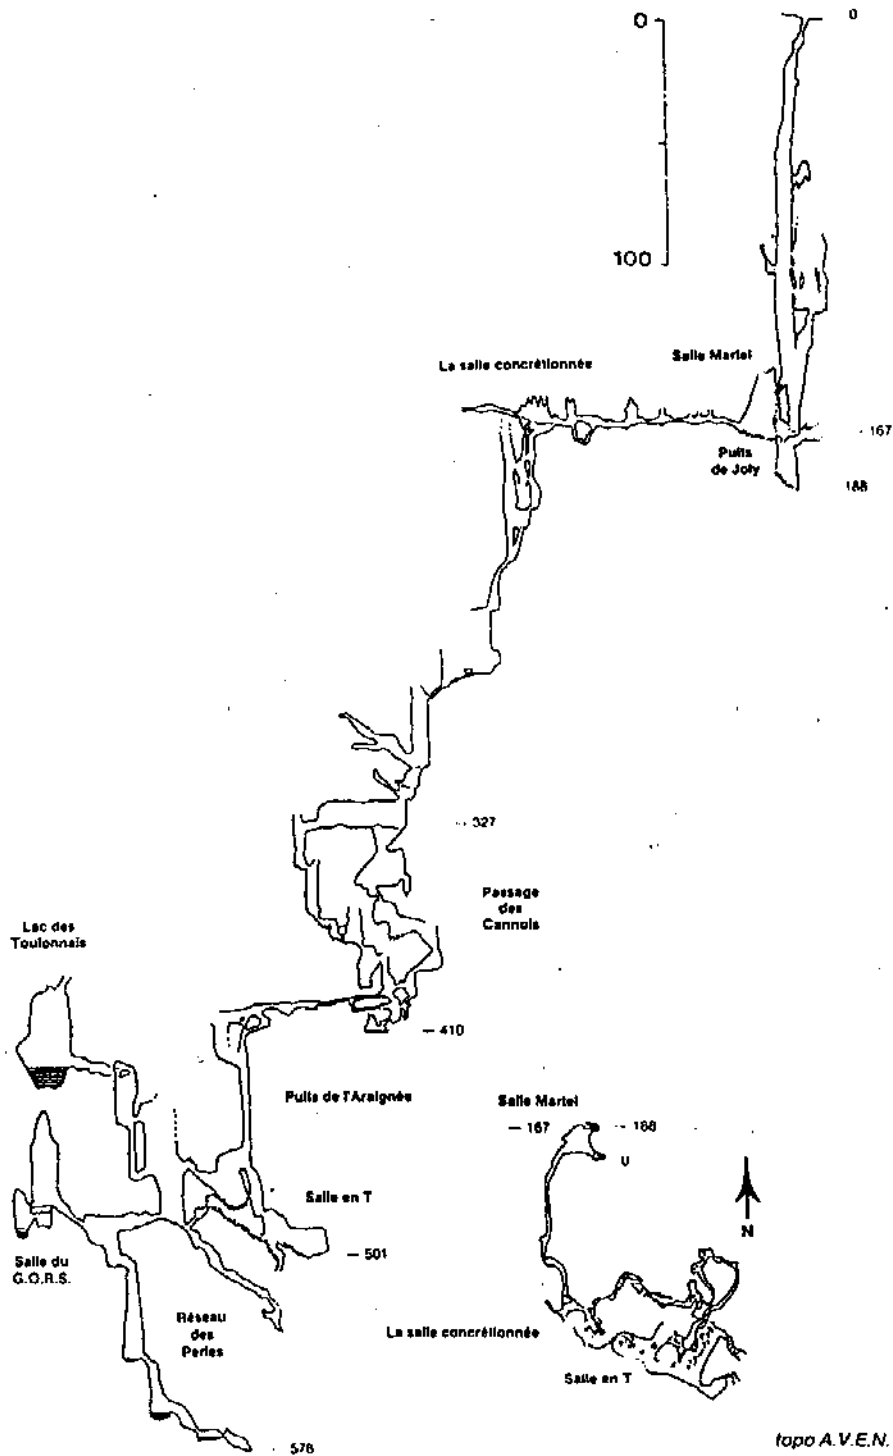 0
0
100
La salle concrétionnée
Salle Martel
- 167
Puits
de Joly
188
- 327
Passage
des
Cannois
Lac des
Toulonnais
- 410
Puits de l'Araignée
Salle Martel
- 167
- 188
N
Salle en T
- 501
Salle du
G.O.R.S.
Réseau
des
Perles
La salle concrétionnée
Salle en T
- 578
topo A.V.E.N.